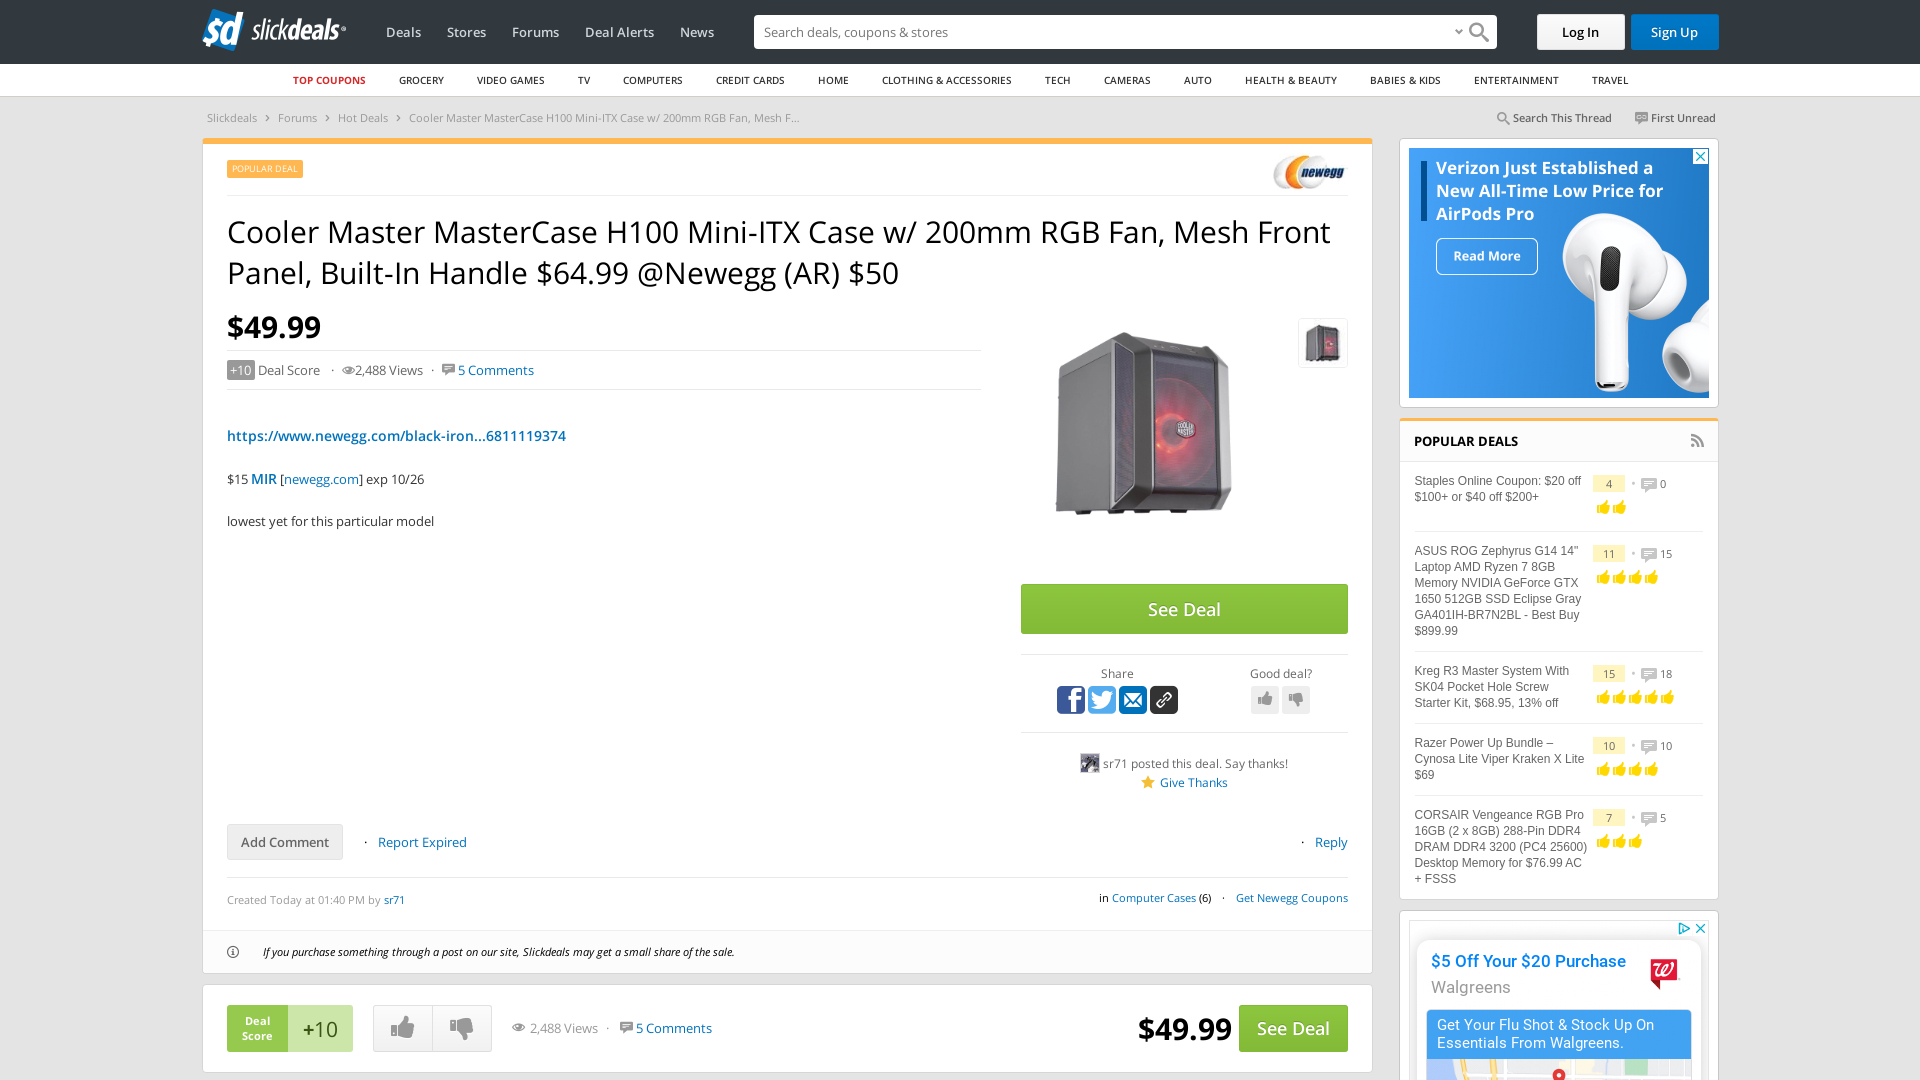 slickdeals
Deals
Stores
Forums
Deal Alerts
News
Search deals, coupons & stores
Log In
Sign Up
TOP COUPONS
GROCERY
VIDEO GAMES
TV
COMPUTERS
CREDIT CARDS
HOME
CLOTHING & ACCESSORIES
TECH
CAMERAS
AUTO
HEALTH & BEAUTY
BABIES & KIDS
ENTERTAINMENT
TRAVEL
Slickdeals › Forums › Hot Deals › Cooler Master MasterCase H100 Mini-ITX Case w/ 200mm RGB Fan, Mesh F...
Search This Thread
First Unread
POPULAR DEAL
newegg
Cooler Master MasterCase H100 Mini-ITX Case w/ 200mm RGB Fan, Mesh Front
Panel, Built-In Handle $64.99 @Newegg (AR) $50
$49.99
+10 Deal Score · 2,488 Views · 5 Comments
https://www.newegg.com/black-iron...6811119374
$15 MIR [newegg.com] exp 10/26
lowest yet for this particular model
COOLER
MASTER
See Deal
Share
Good deal?
sr71 posted this deal. Say thanks!
Give Thanks
Add Comment
· Report Expired
· Reply
Created Today at 01:40 PM by sr71
in Computer Cases (6) · Get Newegg Coupons
If you purchase something through a post on our site, Slickdeals may get a small share of the sale.
Deal
Score
+10
2,488 Views · 5 Comments
$49.99
See Deal
Verizon Just Established a
New All-Time Low Price for
AirPods Pro
Read More
POPULAR DEALS
Staples Online Coupon: $20 off
$100+ or $40 off $200+
4 • 0
ASUS ROG Zephyrus G14 14"
Laptop AMD Ryzen 7 8GB
Memory NVIDIA GeForce GTX
1650 512GB SSD Eclipse Gray
GA401IH-BR7N2BL - Best Buy
$899.99
11 • 15
Kreg R3 Master System With
SK04 Pocket Hole Screw
Starter Kit, $68.95, 13% off
15 • 18
Razer Power Up Bundle –
Cynosa Lite Viper Kraken X Lite
$69
10 • 10
CORSAIR Vengeance RGB Pro
16GB (2 x 8GB) 288-Pin DDR4
DRAM DDR4 3200 (PC4 25600)
Desktop Memory for $76.99 AC
+ FSSS
7 • 5
$5 Off Your $20 Purchase
Walgreens
Get Your Flu Shot & Stock Up On
Essentials From Walgreens.